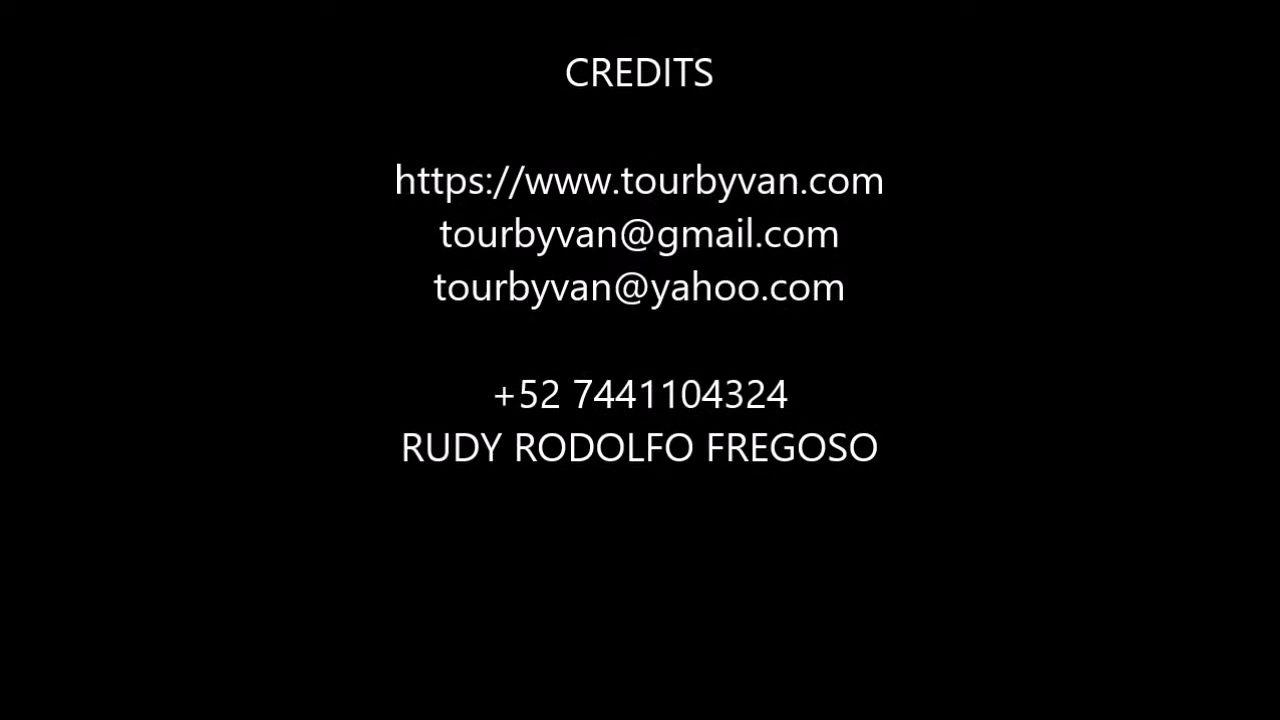 CREDITS
https://www.tourbyvan.com
tourbyvan@gmail.com
tourbyvan@yahoo.com
+52 7441104324
RUDY RODOLFO FREGOSO